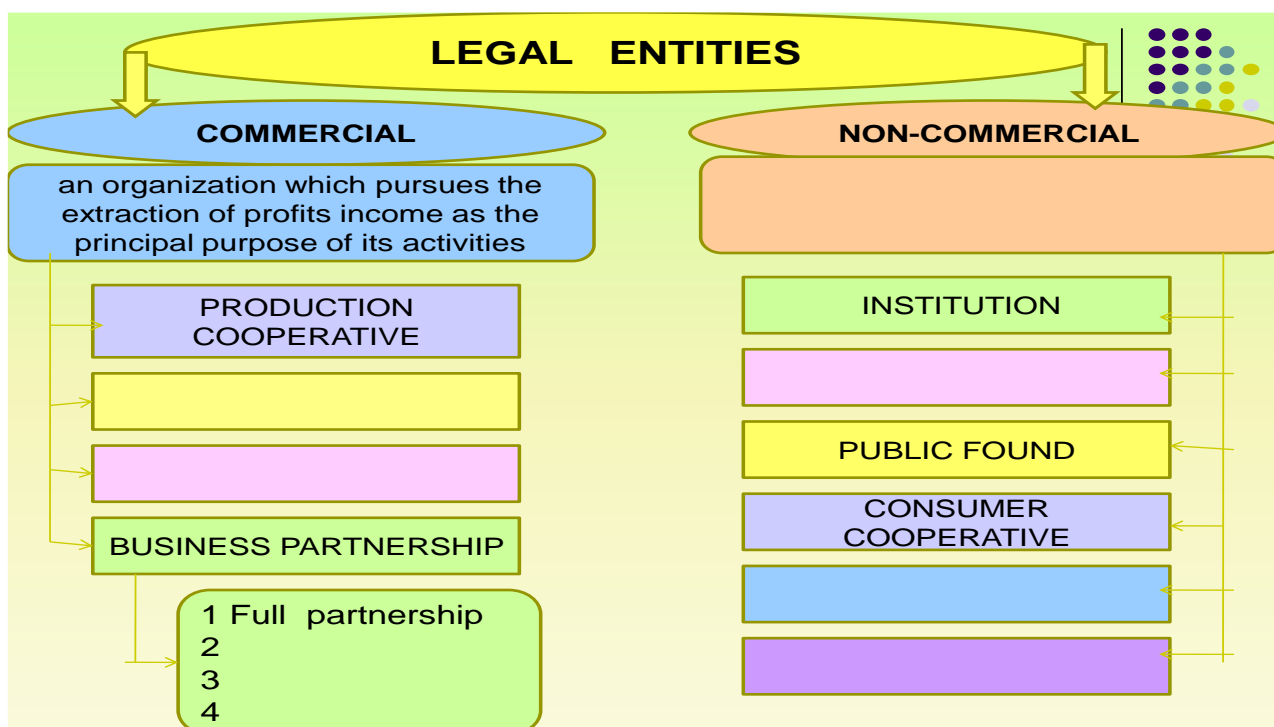 LEGAL ENTITIES
COMMERCIAL
an organization which pursues the
extraction of profits income as the
principal purpose of its activities
PRODUCTION
COOPERATIVE
BUSINESS PARTNERSHIP
1 Full partnership
2
3
4
NON-COMMERCIAL
INSTITUTION
PUBLIC FOUND
CONSUMER
COOPERATIVE